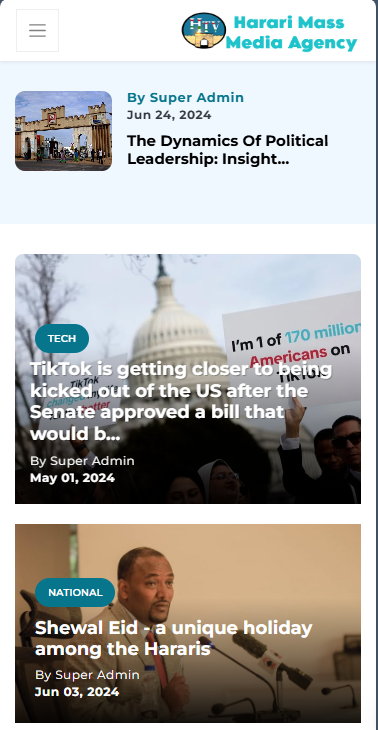 HTV
Harari Mass
Media Agency
By Super Admin
Jun 24, 2024
The Dynamics Of Political
Leadership: Insight...
I'm 1 of 170 million
Americans on
TikTok
TikTok
TECH
TikTok is getting closer to being
kicked out of the US after the
Senate approved a bill that
would b...
By Super Admin
May 01, 2024
NATIONAL
Shewal Eid - a unique holiday
among the Hararis
By Super Admin
Jun 03, 2024